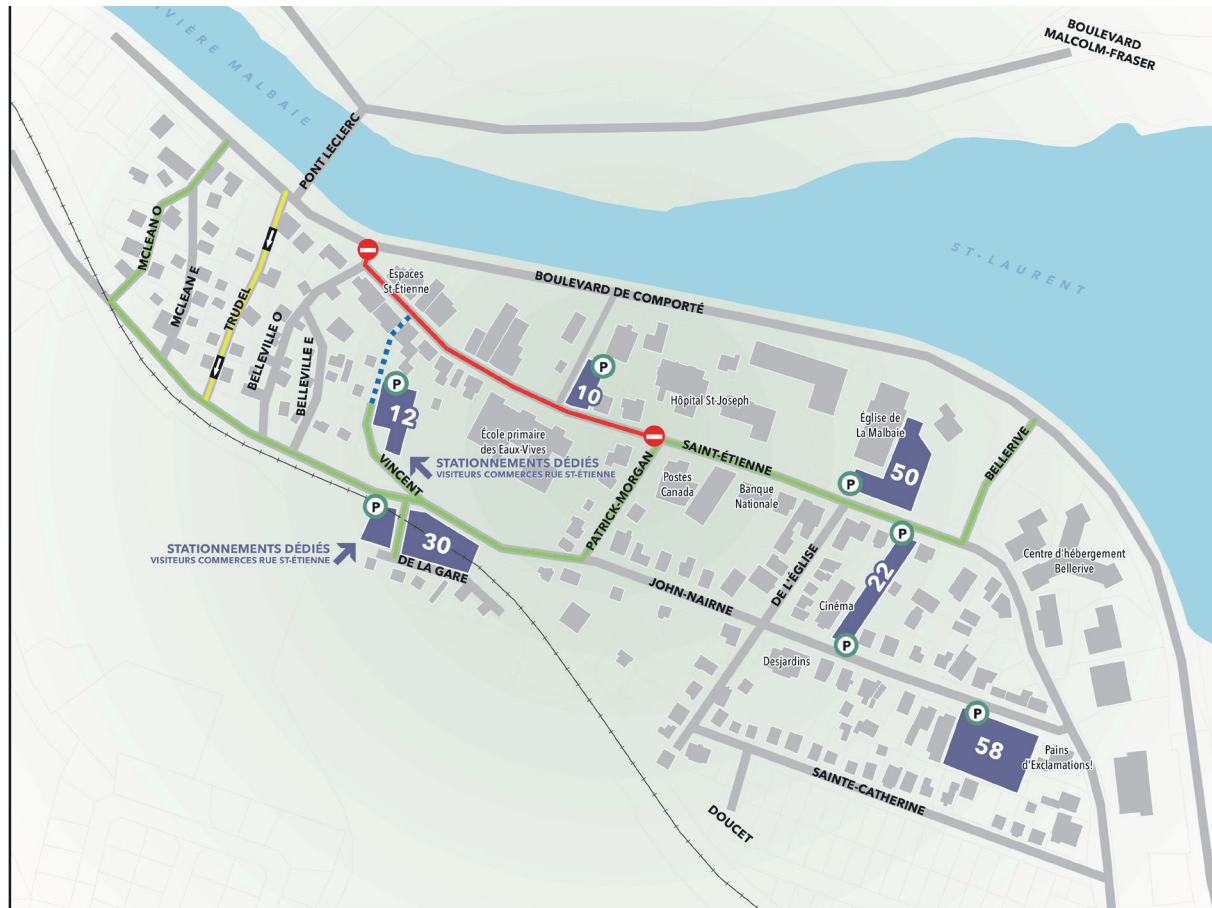 BOULEVARD
MALCOLM-FRASER
RIVIÈRE MALBAIE
PONT LECLERC
MCLEAN O
MCLEAN E
TRUDEL
BELLEVILLE O
BELLEVILLE E
Espaces
St-Étienne
BOULEVARD DE COMPORTÉ
ST-LAURENT
P
10
P
12
Hôpital St-Joseph
École primaire
des Eaux-Vives
STATIONNEMENTS DÉDIÉS
VISITEURS COMMERCES RUE ST-ÉTIENNE
VINCENT
SAINT-ÉTIENNE
PATRICK-MORGAN
Postes
Canada
Banque
Nationale
Église de
La Malbaie
50
P
BELLERIVE
P
30
STATIONNEMENTS DÉDIÉS
VISITEURS COMMERCES RUE ST-ÉTIENNE
DE LA GARE
JOHN-NAIRNE
DE L'ÉGLISE
P
22
Cinéma
P
Centre d'hébergement
Bellerive
Desjardins
P
58
Pains
d'Exclamations!
SAINTE-CATHERINE
DOUCET